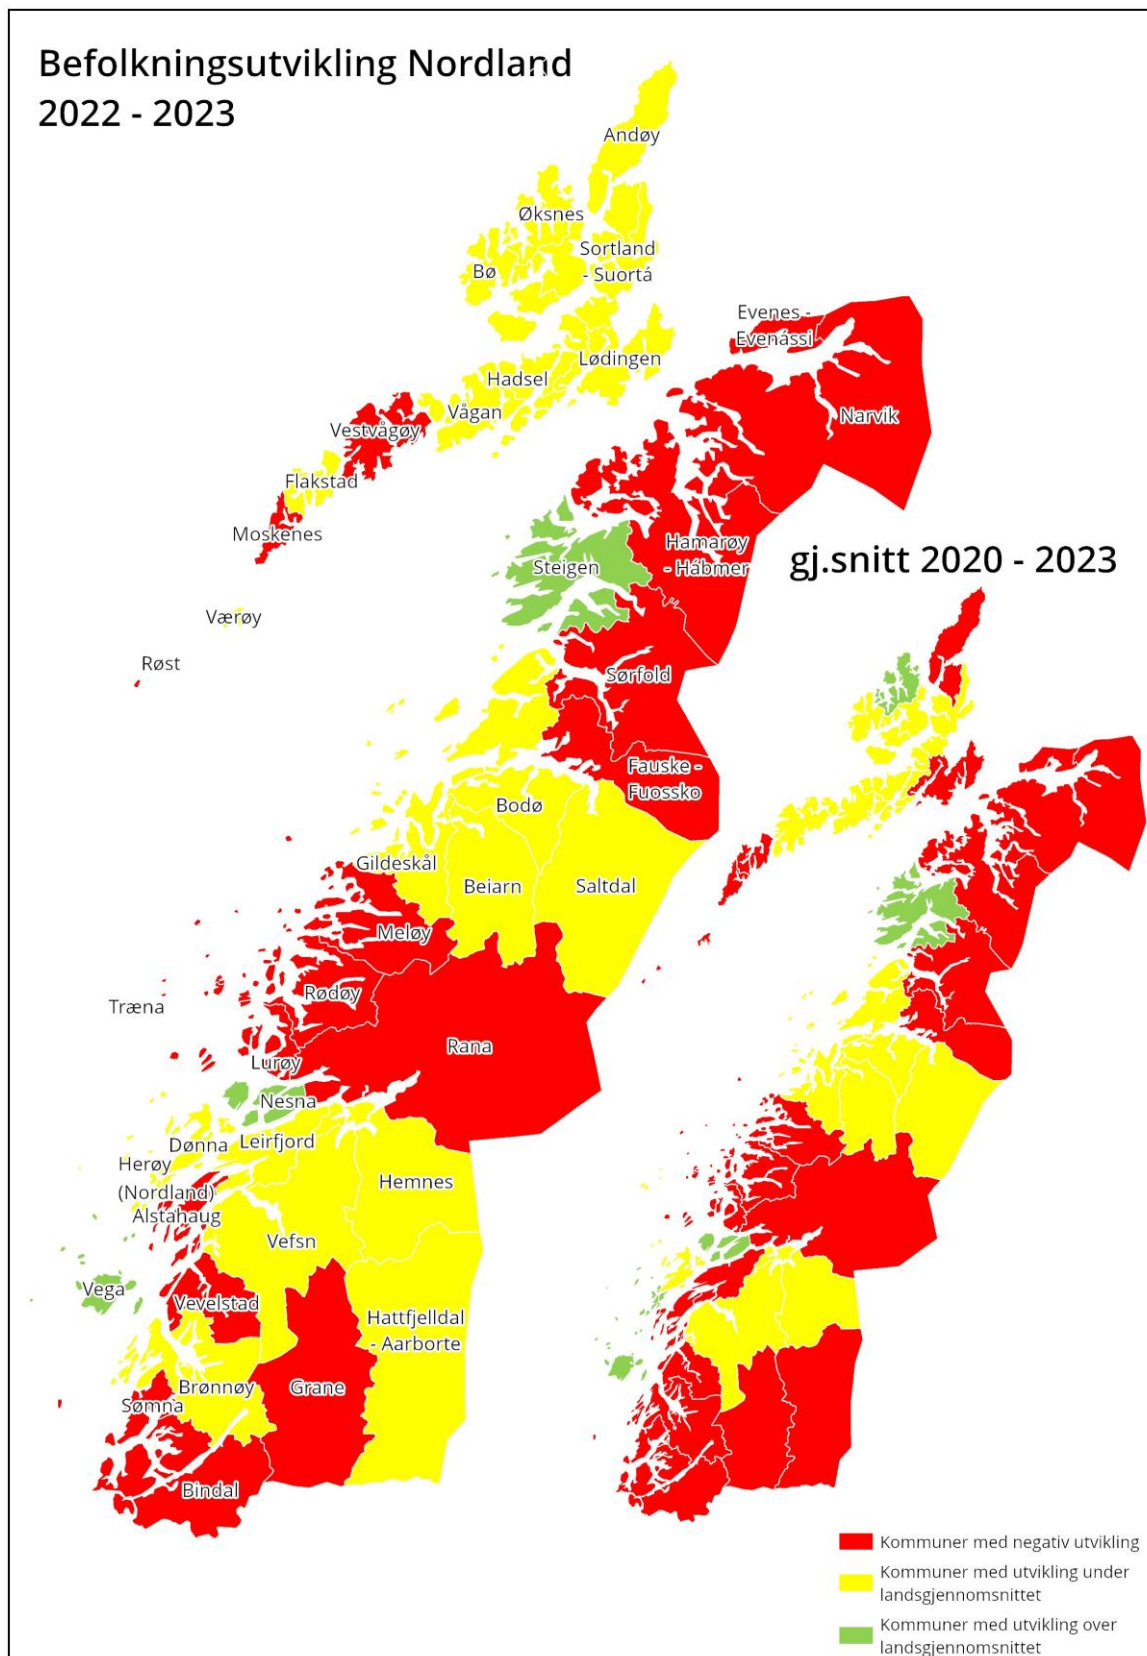 Befolkningsutvikling Nordland
2022 - 2023
Andøy
Øksnes
Sortland
- Suortá
Bø
Evenes -
Evenášši
Lødingen
Hadsel
Vågan
Narvik
Vestvågøy
Flakstad
Moskenes
Hamarøy
- Hábmer
Steigen
gj.snitt 2020 - 2023
Værøy
Røst
Sørfold
Fauske -
Fuossko
Bodø
Gildeskål
Beiarn
Saltdal
Meløy
Rødøy
Træna
Rana
Lurøy
Nesna
Dønna
Leirfjord
Herøy
(Nordland)
Alstahaug
Hemnes
Vefsn
Vega
Vevelstad
Hattfjelldal
- Aarborte
Brønnøy
Grane
Sømna
Bindal
Kommuner med negativ utvikling
Kommuner med utvikling under
landsgjennomsnittet
Kommuner med utvikling over
landsgjennomsnittet